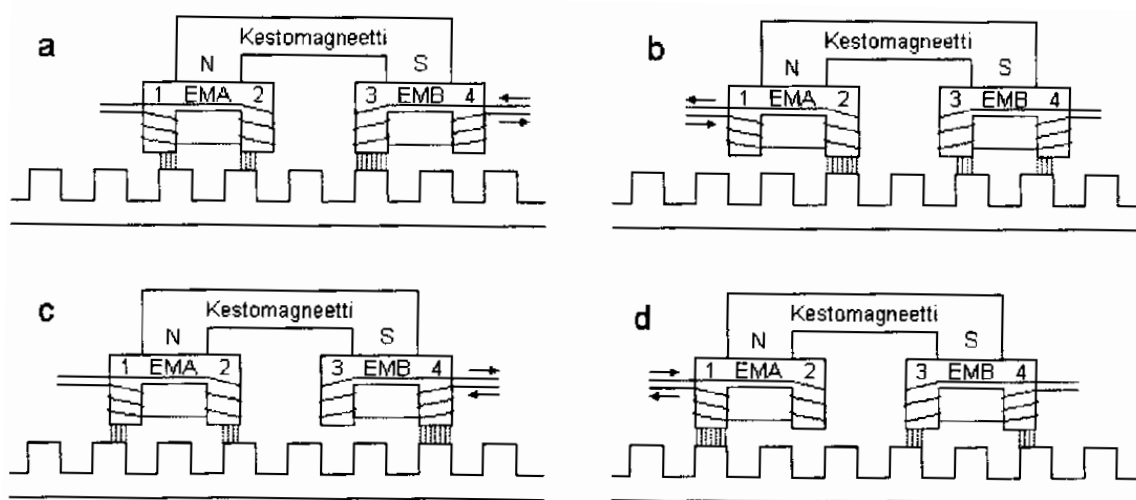 a
Kestomagneetti
N S
1 EMA 2 3 EMB 4
b
Kestomagneetti
N S
1 EMA 2 3 EMB 4
c
Kestomagneetti
N S
1 EMA 2 3 EMB 4
d
Kestomagneetti
N S
1 EMA 2 3 EMB 4